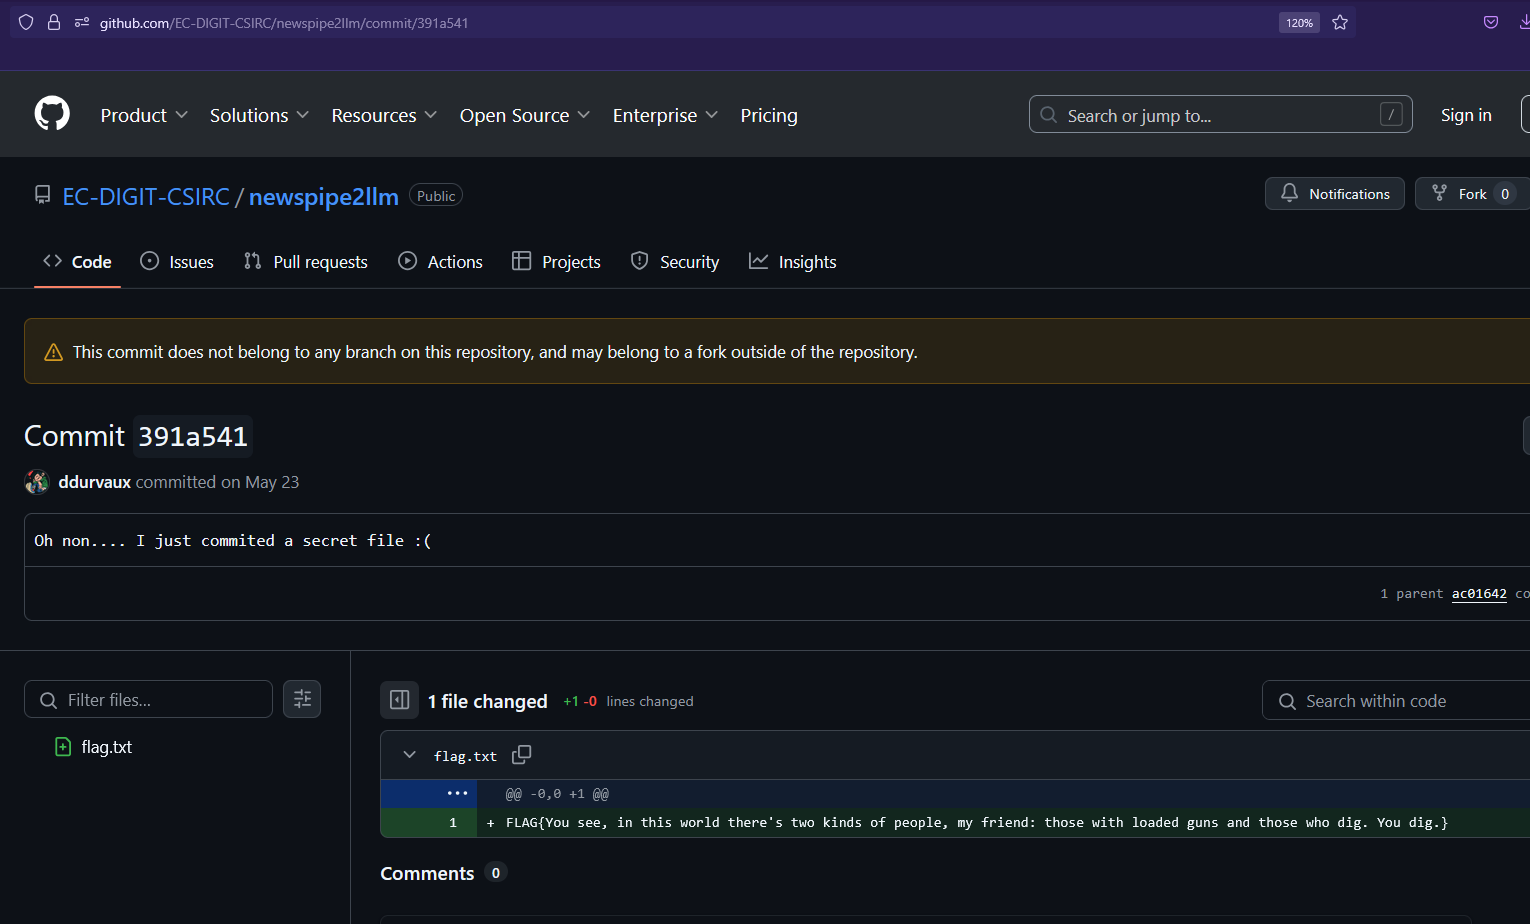 github.com/EC-DIGIT-CSIRC/newspipe2llm/commit/391a541 120%
Product Solutions Resources Open Source Enterprise Pricing Search or jump to... / Sign in
EC-DIGIT-CSIRC / newspipe2llm Public Notifications Fork 0
Code Issues Pull requests Actions Projects Security Insights
This commit does not belong to any branch on this repository, and may belong to a fork outside of the repository.
Commit 391a541
ddurvaux committed on May 23
Oh non.... I just commited a secret file :(
1 parent ac01642 co
Filter files... 1 file changed +1 -0 lines changed Search within code
flag.txt
flag.txt
... @@ -0,0 +1 @@
1 + FLAG{You see, in this world there's two kinds of people, my friend: those with loaded guns and those who dig. You dig.}
Comments 0